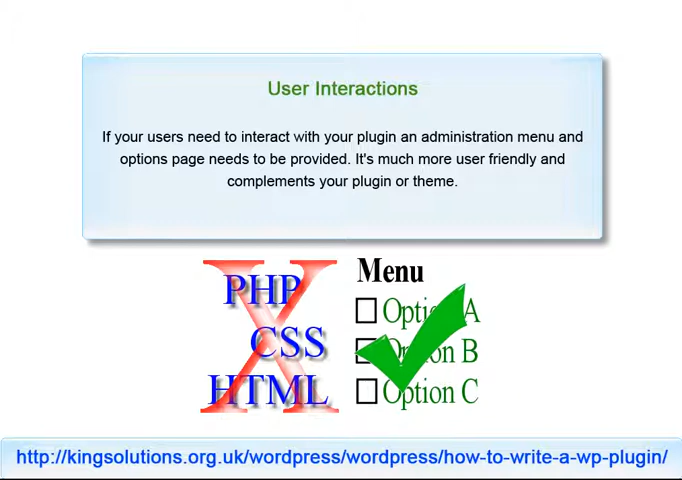 User Interactions
If your users need to interact with your plugin an administration menu and
options page needs to be provided. It's much more user friendly and
complements your plugin or theme.
PHP
CSS
HTML
Menu
Option A
Option B
Option C
http://kingsolutions.org.uk/wordpress/wordpress/how-to-write-a-wp-plugin/